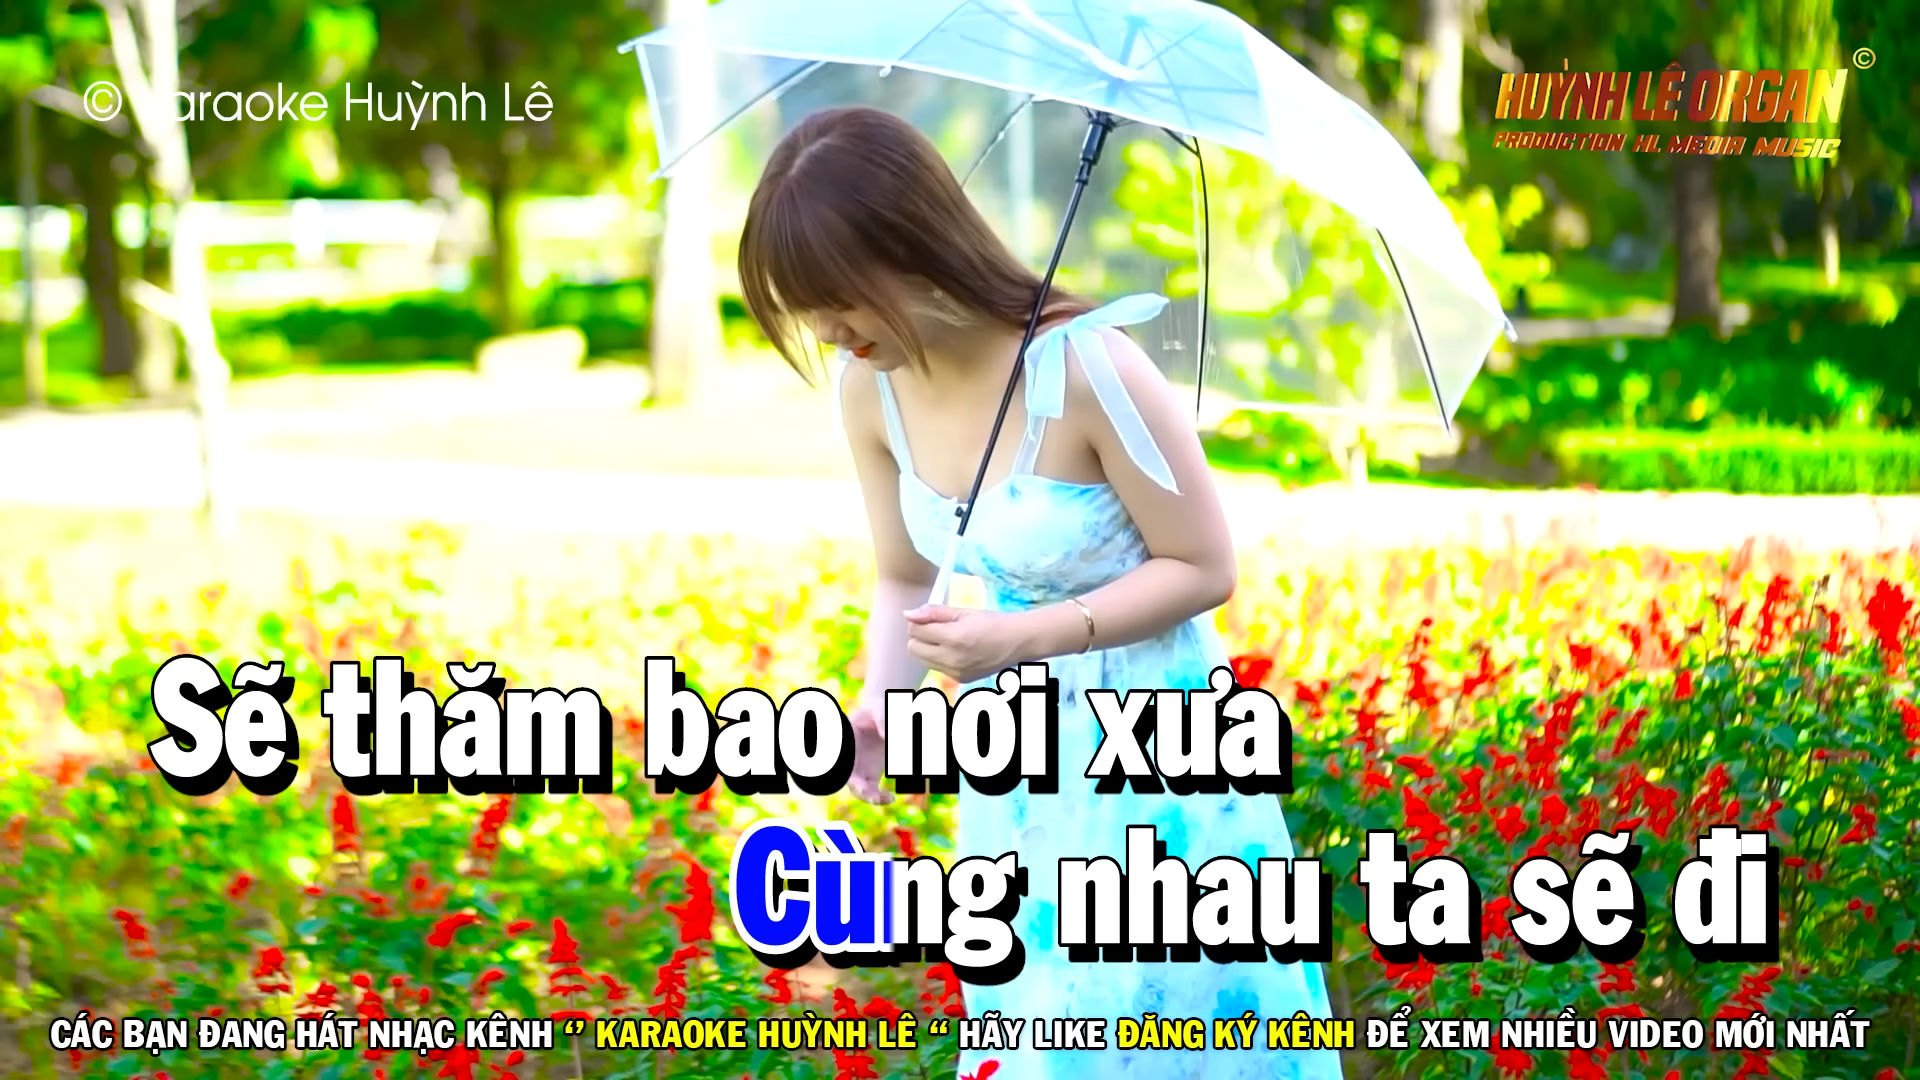 © Karaoke Huỳnh Lê
HUỲNH LÊ ORGAN ©
PRODUCTION HL MEDIA MUSIC
Sẽ thăm bao nơi xưa
Cùng nhau ta sẽ đi
CÁC BẠN ĐANG HÁT NHẠC KÊNH ‘’ KARAOKE HUỲNH LÊ “ HÃY LIKE ĐĂNG KÝ KÊNH ĐỂ XEM NHIỀU VIDEO MỚI NHẤT